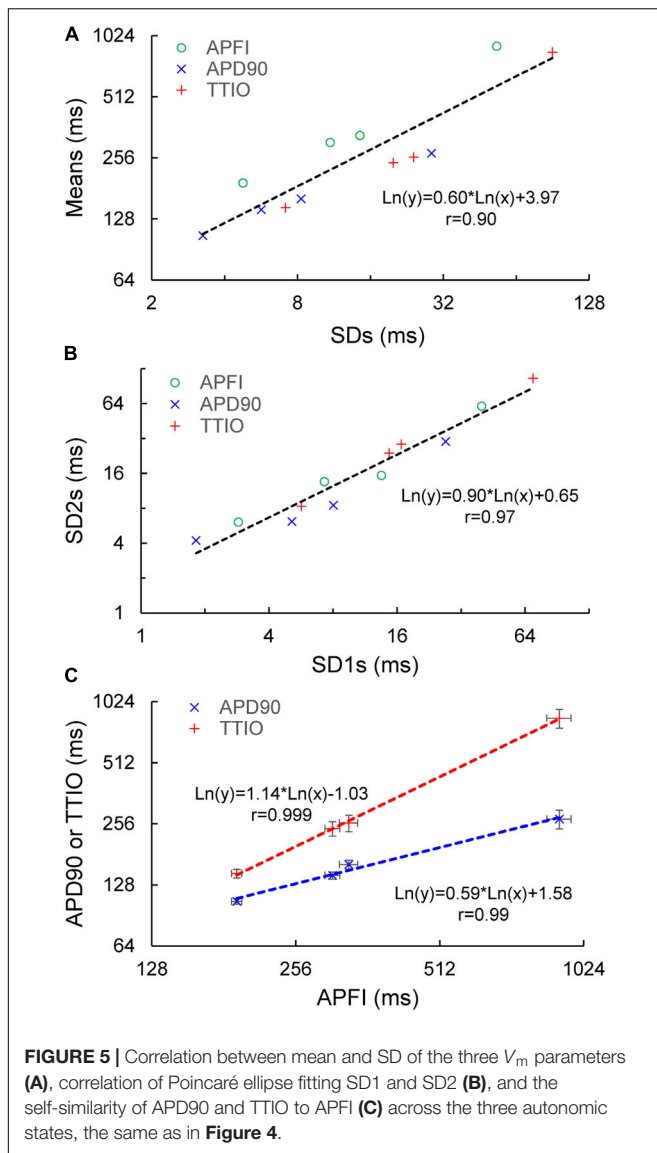 A
Means (ms)
1024
512
256
128
64
APFI
APD90
TTIO
Ln(y)=0.60*Ln(x)+3.97
r=0.90
2
8
32
128
SDs (ms)
B
SD2s (ms)
64
16
4
1
APFI
APD90
TTIO
Ln(y)=0.90*Ln(x)+0.65
r=0.97
1
4
16
64
SD1s (ms)
C
APD90 or TTIO (ms)
1024
512
256
128
64
APD90
TTIO
Ln(y)=1.14*Ln(x)-1.03
r=0.999
Ln(y)=0.59*Ln(x)+1.58
r=0.99
128
256
512
1024
APFI (ms)
FIGURE 5 | Correlation between mean and SD of the three Vm parameters
(A), correlation of Poincaré ellipse fitting SD1 and SD2 (B), and the
self-similarity of APD90 and TTIO to APFI (C) across the three autonomic
states, the same as in Figure 4.